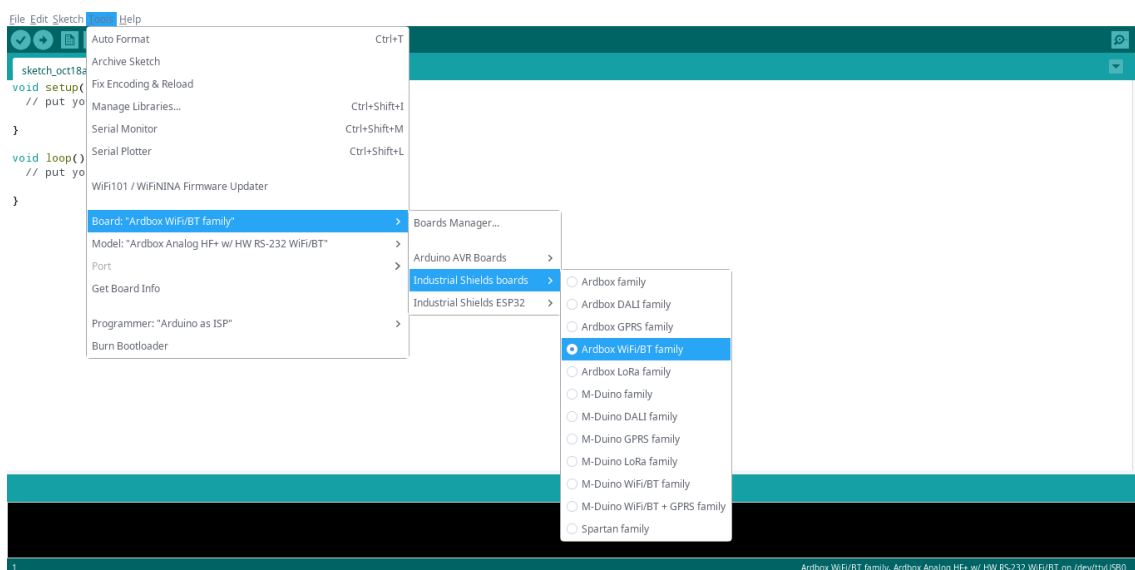 File Edit Sketch Tools Help
sketch_oct18a
void setup(
// put yo
}
void loop()
// put yo
}
Auto Format Ctrl+T
Archive Sketch
Fix Encoding & Reload
Manage Libraries... Ctrl+Shift+I
Serial Monitor Ctrl+Shift+M
Serial Plotter Ctrl+Shift+L
WiFi101 / WiFiNINA Firmware Updater
Board: "Ardbox WiFi/BT family"
Model: "Ardbox Analog HF+ w/ HW RS-232 WiFi/BT"
Port
Get Board Info
Programmer: "Arduino as ISP"
Burn Bootloader
Boards Manager...
Arduino AVR Boards
Industrial Shields boards
Industrial Shields ESP32
Ardbox family
Ardbox DALI family
Ardbox GPRS family
Ardbox WiFi/BT family
Ardbox LoRa family
M-Duino family
M-Duino DALI family
M-Duino GPRS family
M-Duino LoRa family
M-Duino WiFi/BT family
M-Duino WiFi/BT + GPRS family
Spartan family
1 Ardbox WiFi/BT family, Ardbox Analog HF+ w/ HW RS-232 WiFi/BT on /dev/ttyUSB0